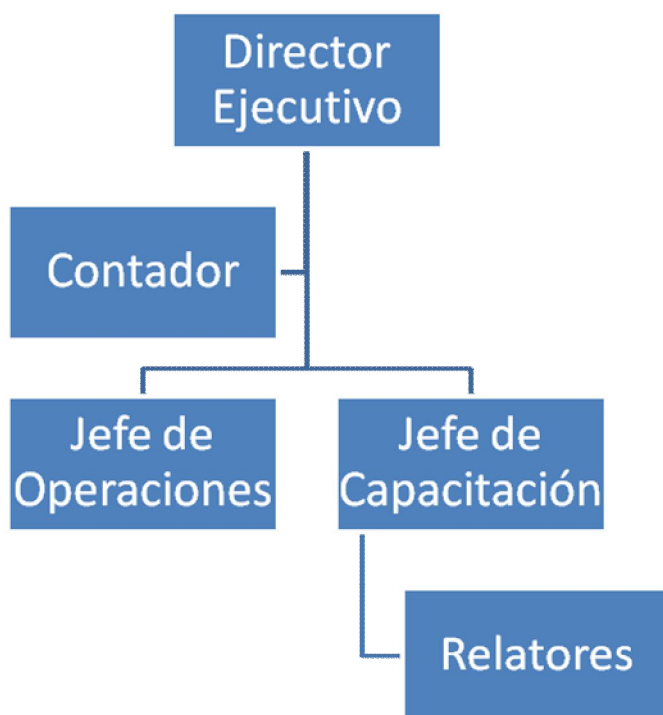 Director
Ejecutivo
Contador
Jefe de
Operaciones
Jefe de
Capacitación
Relatores